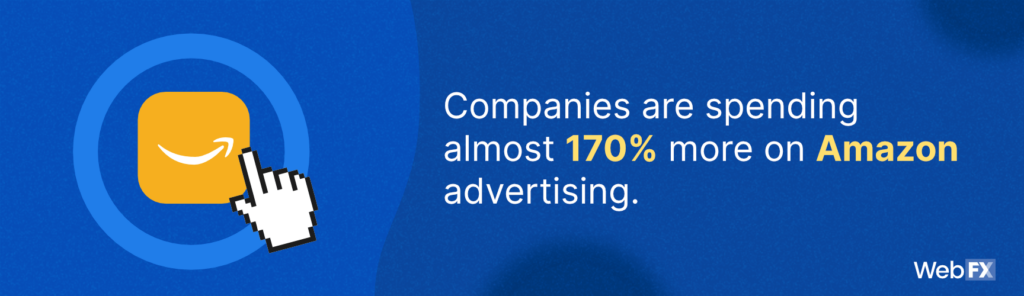 Companies are spending
almost 170% more on Amazon
advertising.
WebFX